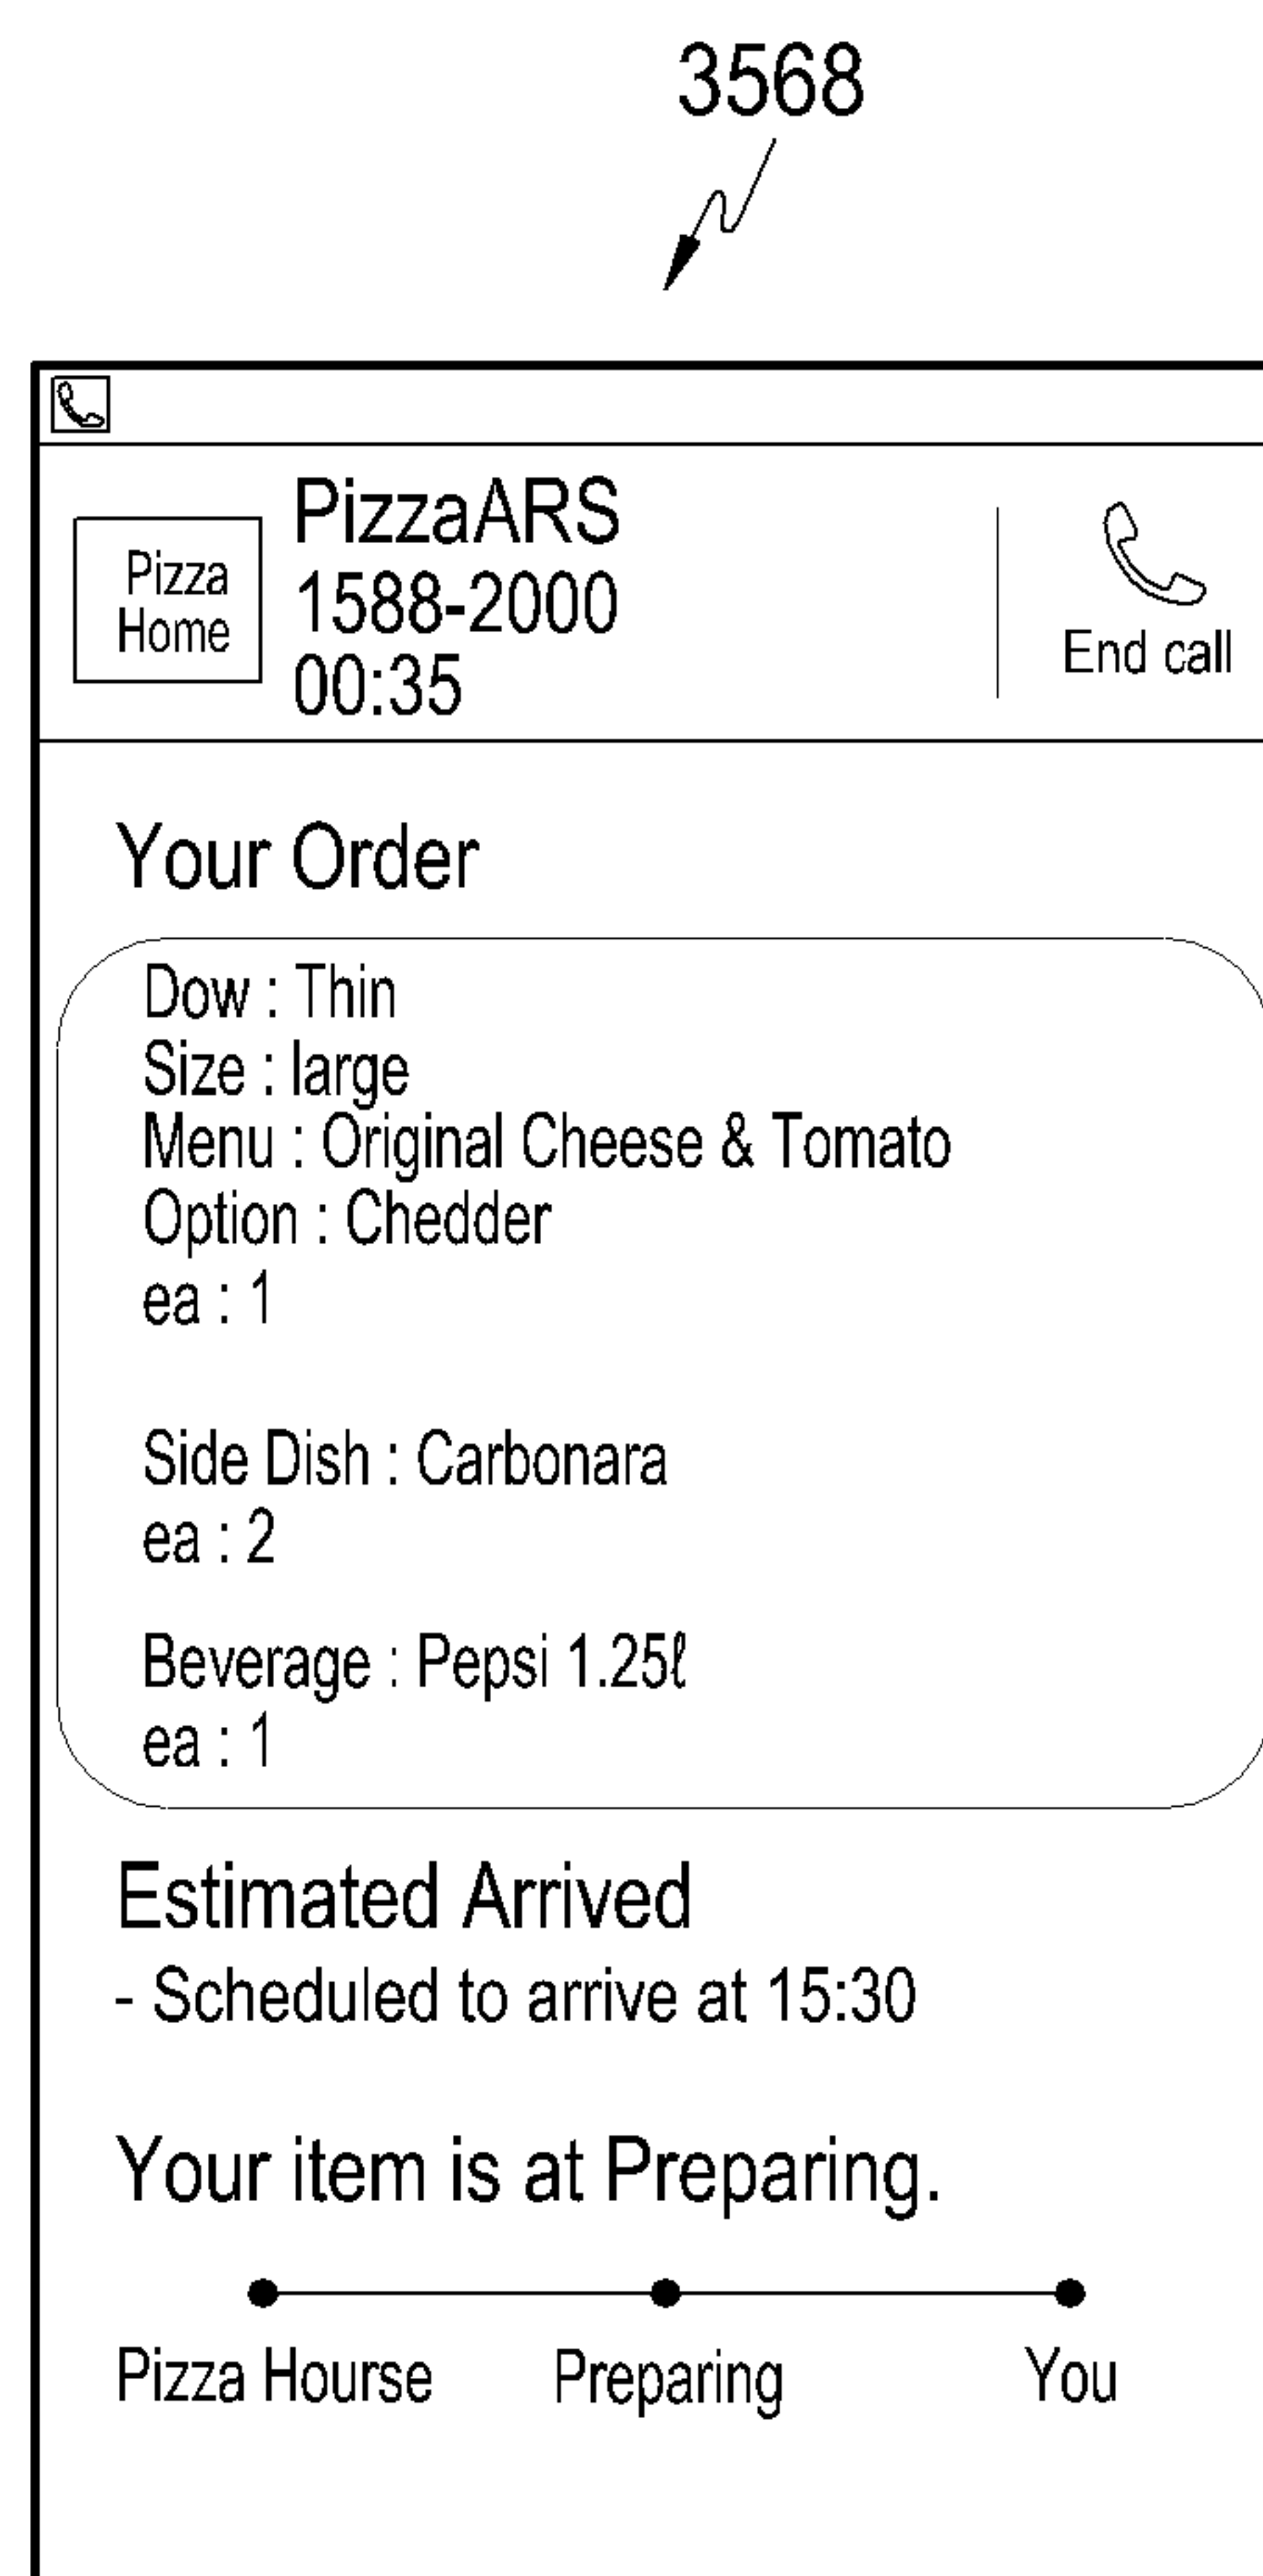 3568
Pizza
Home
PizzaARS
1588-2000
00:35
End call
Your Order
Dow : Thin
Size : large
Menu : Original Cheese & Tomato
Option : Chedder
ea : 1
Side Dish : Carbonara
ea : 2
Beverage : Pepsi 1.25ℓ
ea : 1
Estimated Arrived
- Scheduled to arrive at 15:30
Your item is at Preparing.
Pizza Hourse Preparing You